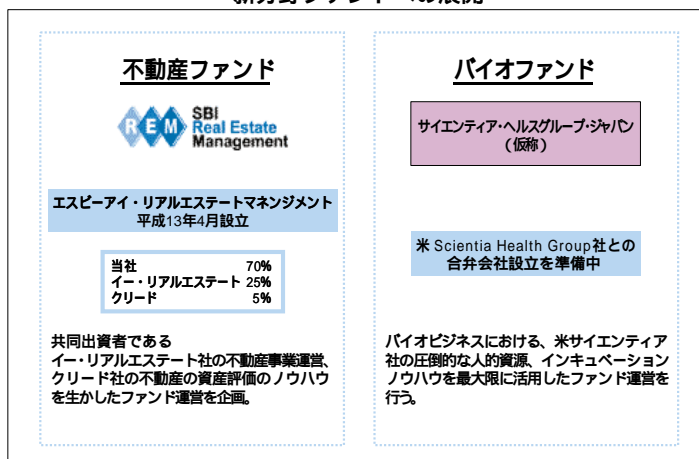 新分野ファンドへの展開
不動産ファンド
REM
SBI
Real Estate
Management
エスビーアイ・リアルエステートマネンジメント
平成13年4月設立
当社 70%
イー・リアルエステート 25%
クリード 5%
共同出資者である
イー・リアルエステート社の不動産事業運営、
クリード社の不動産の資産評価のノウハウ
を生かしたファンド運営を企画。
バイオファンド
サイエンティア・ヘルスグループ・ジャパン
（仮称）
米 Scientia Health Group社との
合弁会社設立を準備中
バイオビジネスにおける、米サイエンティア
社の圧倒的な人的資源、インキュベーション
ノウハウを最大限に活用したファンド運営を
行う。